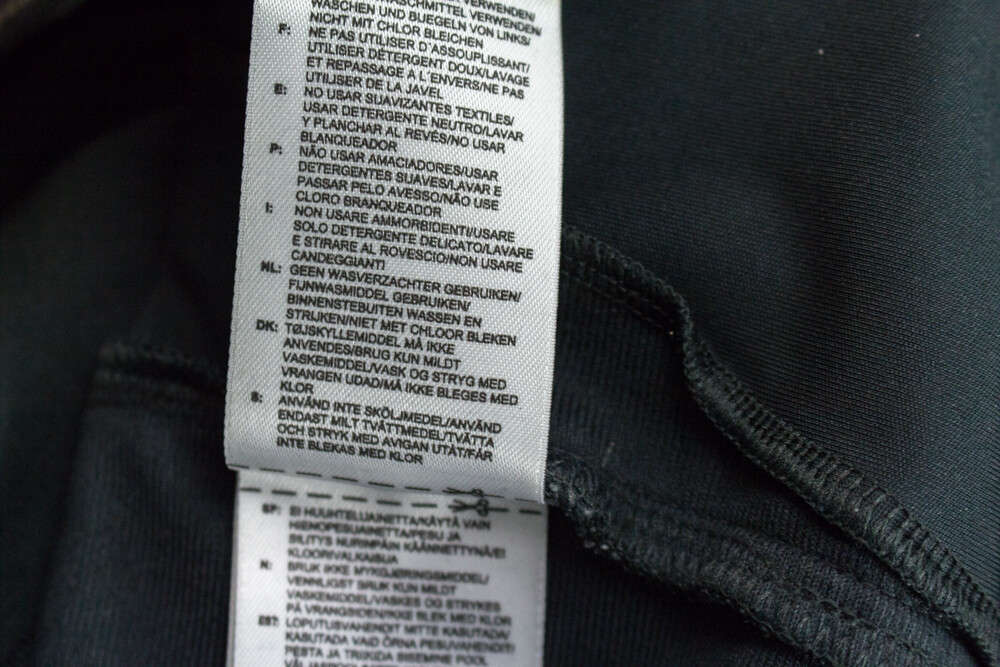 WASCHMITTEL VERWENDEN/
WASCHEN UND BUEGELN VON LINKS/
NICHT MIT CHLOR BLEICHEN
F: NE PAS UTILISER D´ASSOUPLISSANT/
UTILISER DÉTERGENT DOUX/LAVAGE
ET REPASSAGE A L´ENVERS/NE PAS
UTILISER DE LA JAVEL
E: NO USAR SUAVIZANTES TEXTILES/
USAR DETERGENTE NEUTRO/LAVAR
Y PLANCHAR AL REVÉS/NO USAR
BLANQUEADOR
P: NÃO USAR AMACIADORES/USAR
DETERGENTES SUAVES/LAVAR E
PASSAR PELO AVESSO/NÃO USE
CLORO BRANQUEADOR
I: NON USARE AMMORBIDENTI/USARE
SOLO DETERGENTE DELICATO/LAVARE
E STIRARE AL ROVESCIO/NON USARE
CANDEGGIANTI
NL: GEEN WASVERZACHTER GEBRUIKEN/
FIJNWASMIDDEL GEBRUIKEN/
BINNENSTEBUITEN WASSEN EN
STRIJKEN/NIET MET CHLOOR BLEKEN
DK: TØJSKYLLEMIDDEL MÅ IKKE
ANVENDES/BRUG KUN MILDT
VASKEMIDDEL/VASK OG STRYG MED
VRANGEN UDAD/MÅ IKKE BLEGES MED
KLOR
S: ANVÄND INTE SKÖLJMEDEL/ANVÄND
ENDAST MILT TVÄTTMEDEL/TVÄTTA
OCH STRYK MED AVIGAN UTÅT/FÅR
INTE BLEKAS MED KLOR
SF: EI HUUHTELUAINETTA/KÄYTÄ VAIN
HIENOPESUAINETTA/PESU JA
SILITYS NURINPÄIN KÄÄNNETTYNÄ/EI
KLOORIVALKAISUA
N: BRUK IKKE MYKGJØRINGSMIDDEL/
VENNLIGST BRUK KUN MILDT
VASKEMIDDEL/VASKES OG STRYKES
PÅ VRANGSIDEN/IKKE BLEK MED KLOR
EST: LOPUTUSVAHENDIT MITTE KASUTADA/
KASUTADA VAID ÕRNA PESUVAHENDIT/
PESTA JA TRIIKIDA SISEMINE POOL